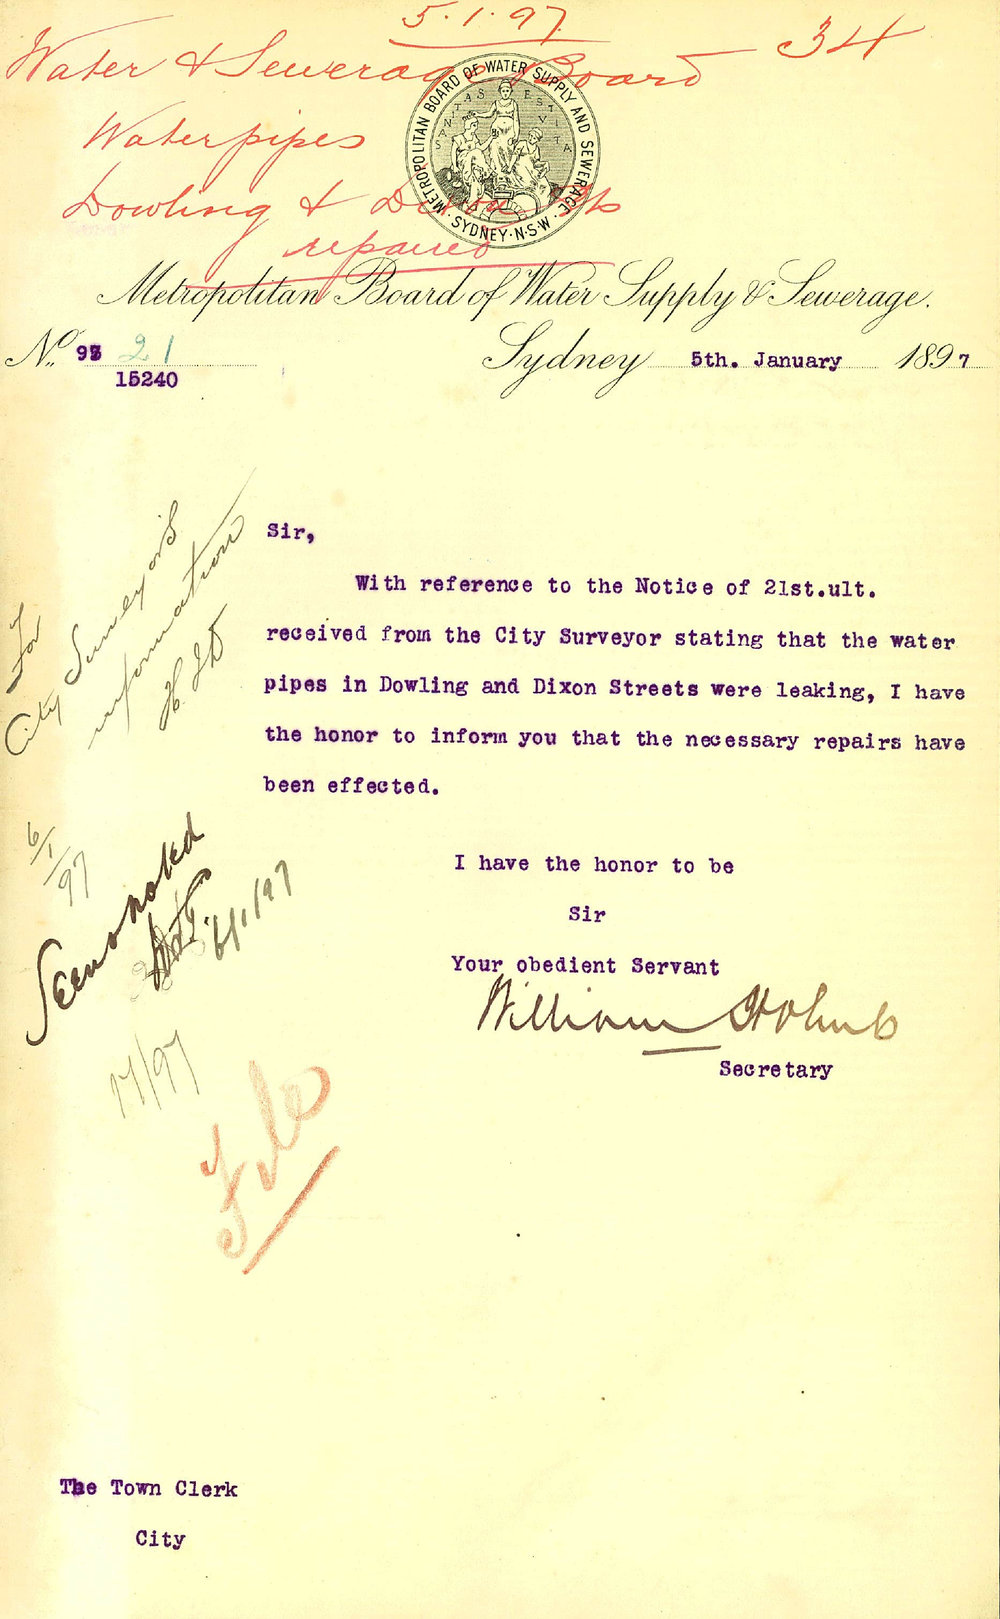 5.1.97
34
Water & Sewerage Board
Waterpipes
Dowling & Dixon Sts
repaired
METROPOLITAN BOARD OF WATER SUPPLY AND SEWERAGE
SYDNEY. N.S.W.
SANITAS EST VITA
Metropolitan Board of Water Supply & Sewerage.
No. 97 21
15240
Sydney 5th. January 1897
Sir,
With reference to the Notice of 21st.ult.
received from the City Surveyor stating that the water
pipes in Dowling and Dixon Streets were leaking, I have
the honor to inform you that the necessary repairs have
been effected.
For
City Surveyor's
information
6/1/97
Seen & noted
6/1/97
I have the honor to be
Sir
Your obedient Servant
William Holmes
Secretary
File
The Town Clerk
City